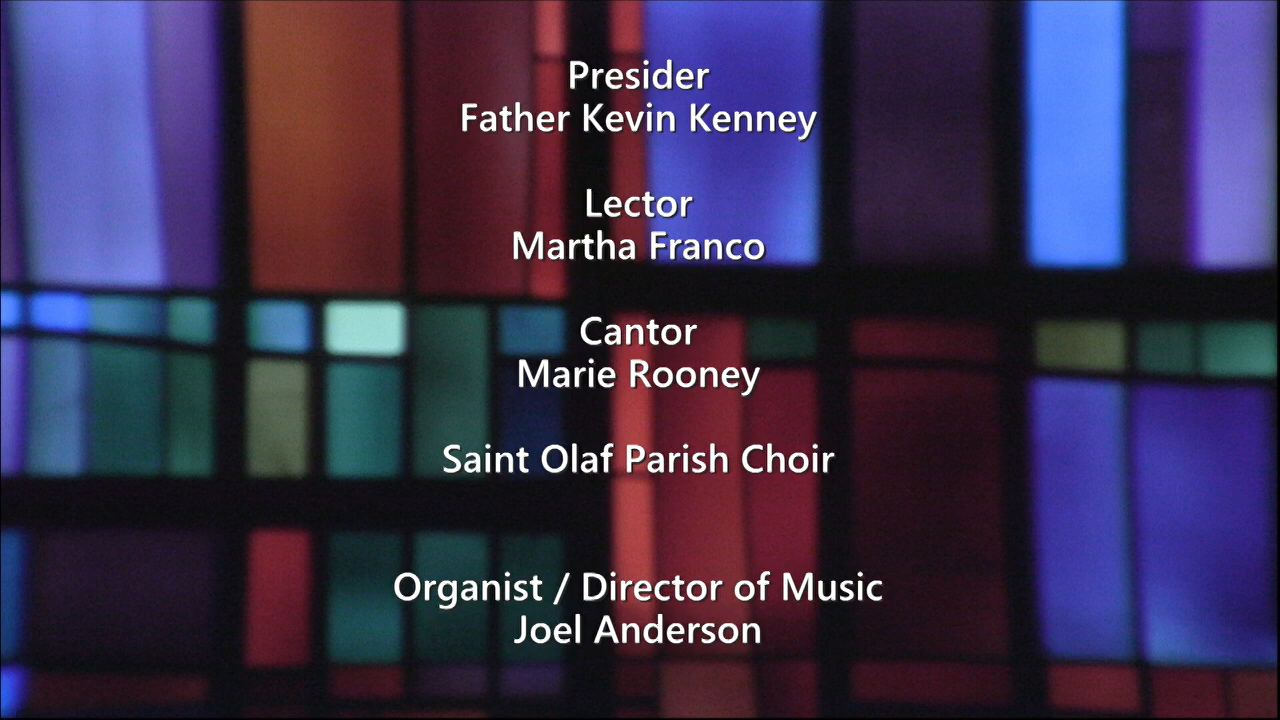 Presider
Father Kevin Kenney
Lector
Martha Franco
Cantor
Marie Rooney
Saint Olaf Parish Choir
Organist / Director of Music
Joel Anderson